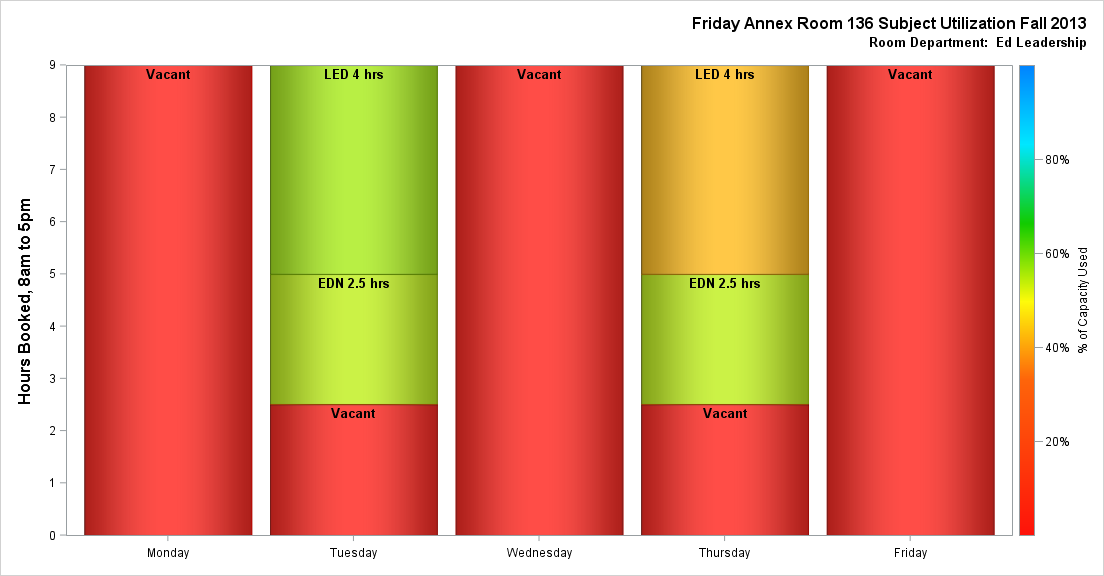 Friday Annex Room 136 Subject Utilization Fall 2013
Room Department:  Ed Leadership
Hours Booked, 8am to 5pm
9
8
7
6
5
4
3
2
1
0
Vacant
LED 4 hrs
Vacant
LED 4 hrs
Vacant
EDN 2.5 hrs
EDN 2.5 hrs
Vacant
Vacant
Monday
Tuesday
Wednesday
Thursday
Friday
80%
60%
40%
20%
% of Capacity Used